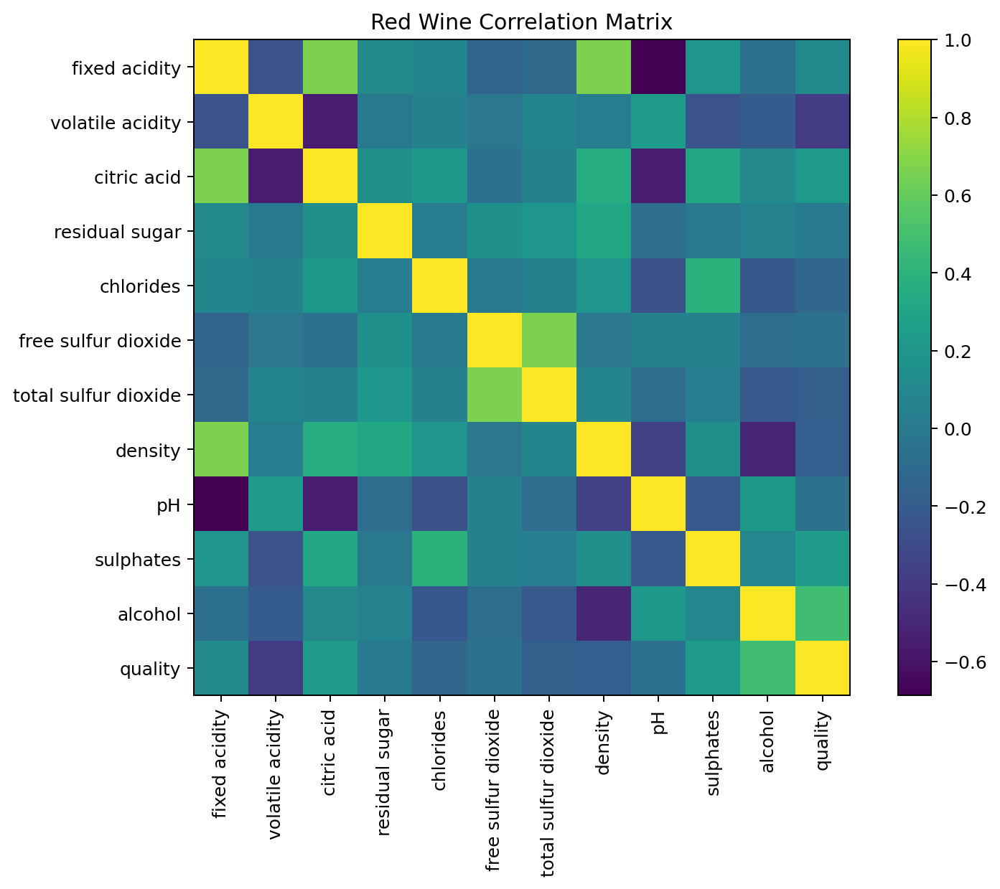 Red Wine Correlation Matrix
fixed acidity
volatile acidity
citric acid
residual sugar
chlorides
free sulfur dioxide
total sulfur dioxide
density
pH
sulphates
alcohol
quality
fixed acidity
volatile acidity
citric acid
residual sugar
chlorides
free sulfur dioxide
total sulfur dioxide
density
pH
sulphates
alcohol
quality
1.0
0.8
0.6
0.4
0.2
0.0
−0.2
−0.4
−0.6